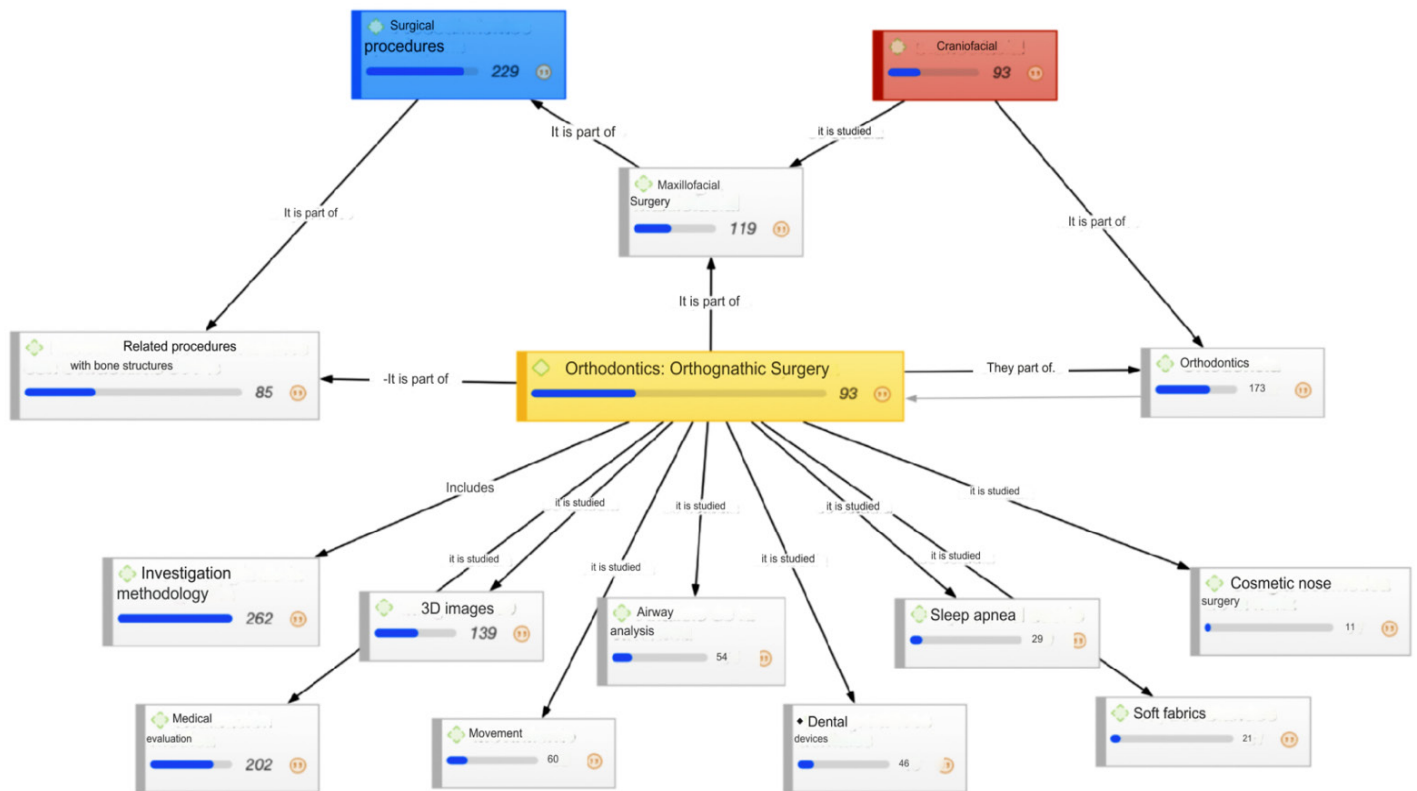 Surgical
procedures
229
Craniofacial
93
It is part of
it is studied
Maxillofacial
Surgery
119
It is part of
It is part of
It is part of
Related procedures
with bone structures
85
-It is part of
Orthodontics: Orthognathic Surgery
93
They part of.
Orthodontics
173
Includes
it is studied
it is studied
it is studied
it is studied
it is studied
it is studied
it is studied
it is studied
it is studied
Investigation
methodology
262
3D images
139
Airway
analysis
54
Sleep apnea
29
Cosmetic nose
surgery
11
Medical
evaluation
202
Movement
60
Dental
devices
46
Soft fabrics
21